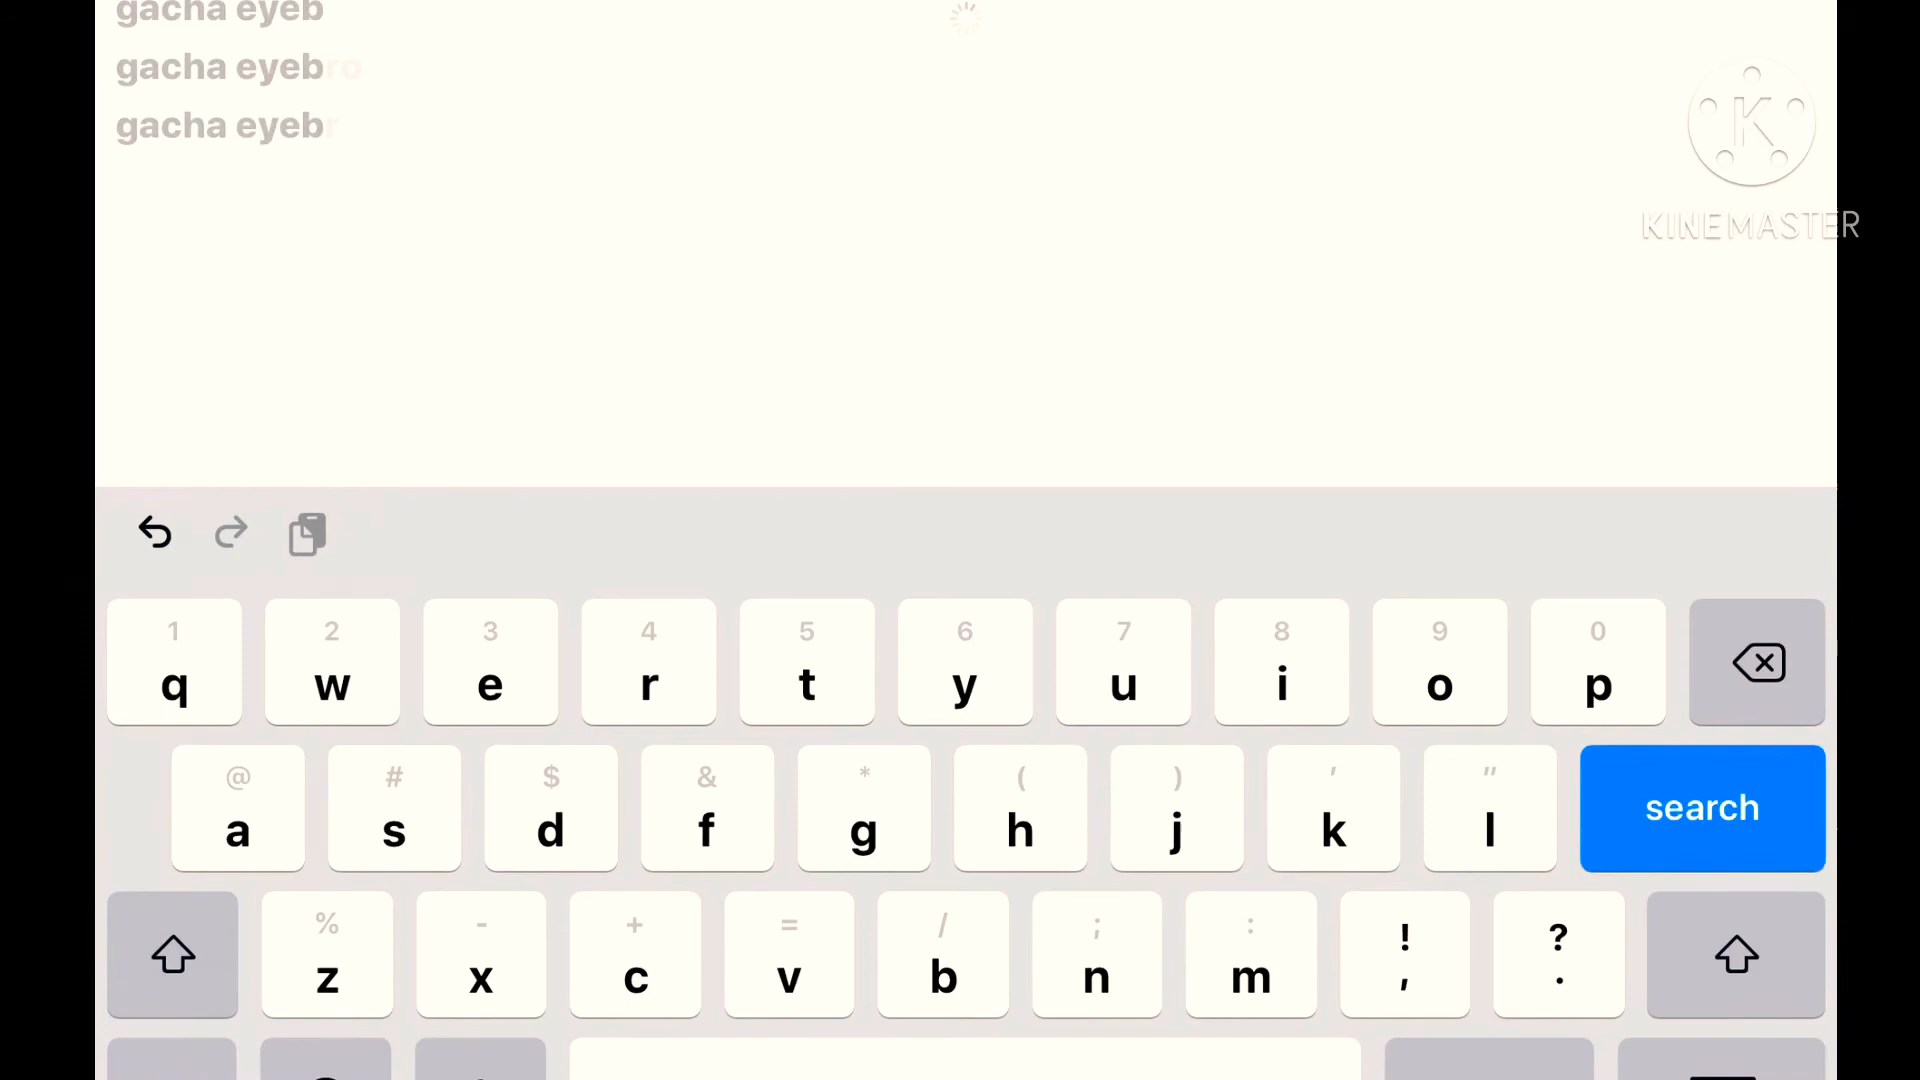 gacha eyeb
gacha eyebro
gacha eyebr
K
KINEMASTER
1 2 3 4 5 6 7 8 9 0
q w e r t y u i o p
@ # $ & * ( ) ' "
a s d f g h j k l
search
% - + = / ; : ! ?
z x c v b n m , .